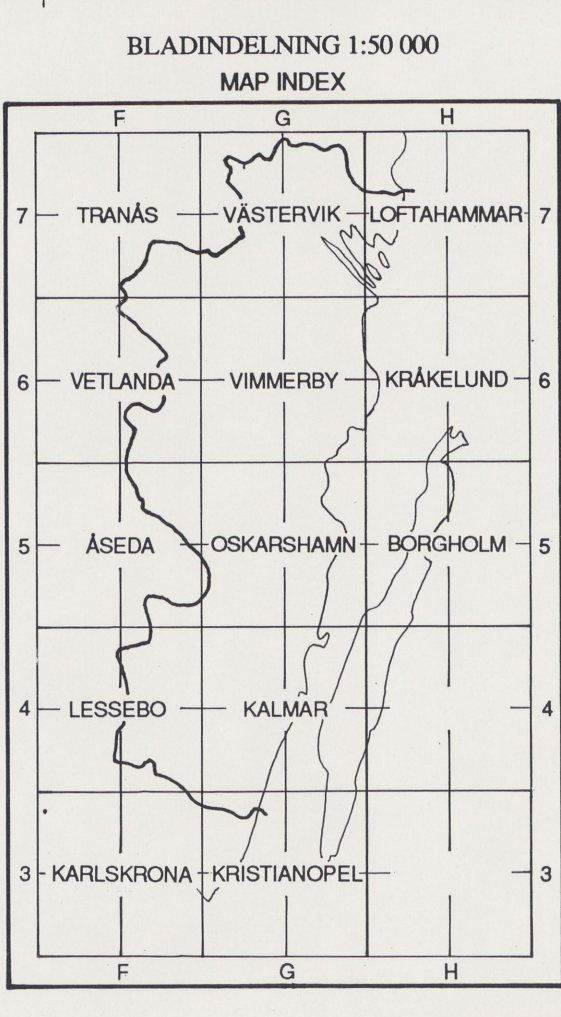 BLADINDELNING 1:50 000
MAP INDEX
F G H
7 TRANÅS VÄSTERVIK LOFTAHAMMAR 7
6 VETLANDA VIMMERBY KRÅKELUND 6
5 ÅSEDA OSKARSHAMN BORGHOLM 5
4 LESSEBO KALMAR 4
3 KARLSKRONA KRISTIANOPEL 3
F G H